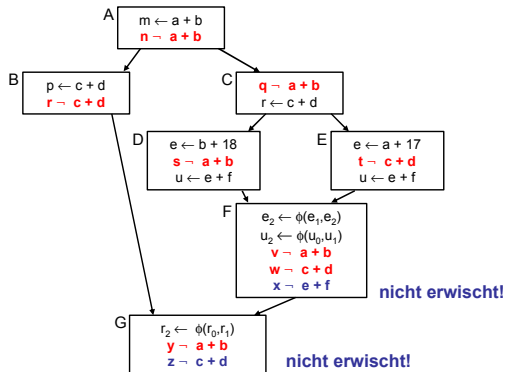 A
m ← a + b
n ¬ a + b
B
p ← c + d
r ¬ c + d
C
q ¬ a + b
r ← c + d
D
e ← b + 18
s ¬ a + b
u ← e + f
E
e ← a + 17
t ¬ c + d
u ← e + f
F
e₂ ← ϕ(e₁,e₂)
u₂ ← ϕ(u₀,u₁)
v ¬ a + b
w ¬ c + d
x ¬ e + f
nicht erwischt!
G
r₂ ← ϕ(r₀,r₁)
y ¬ a + b
z ¬ c + d
nicht erwischt!